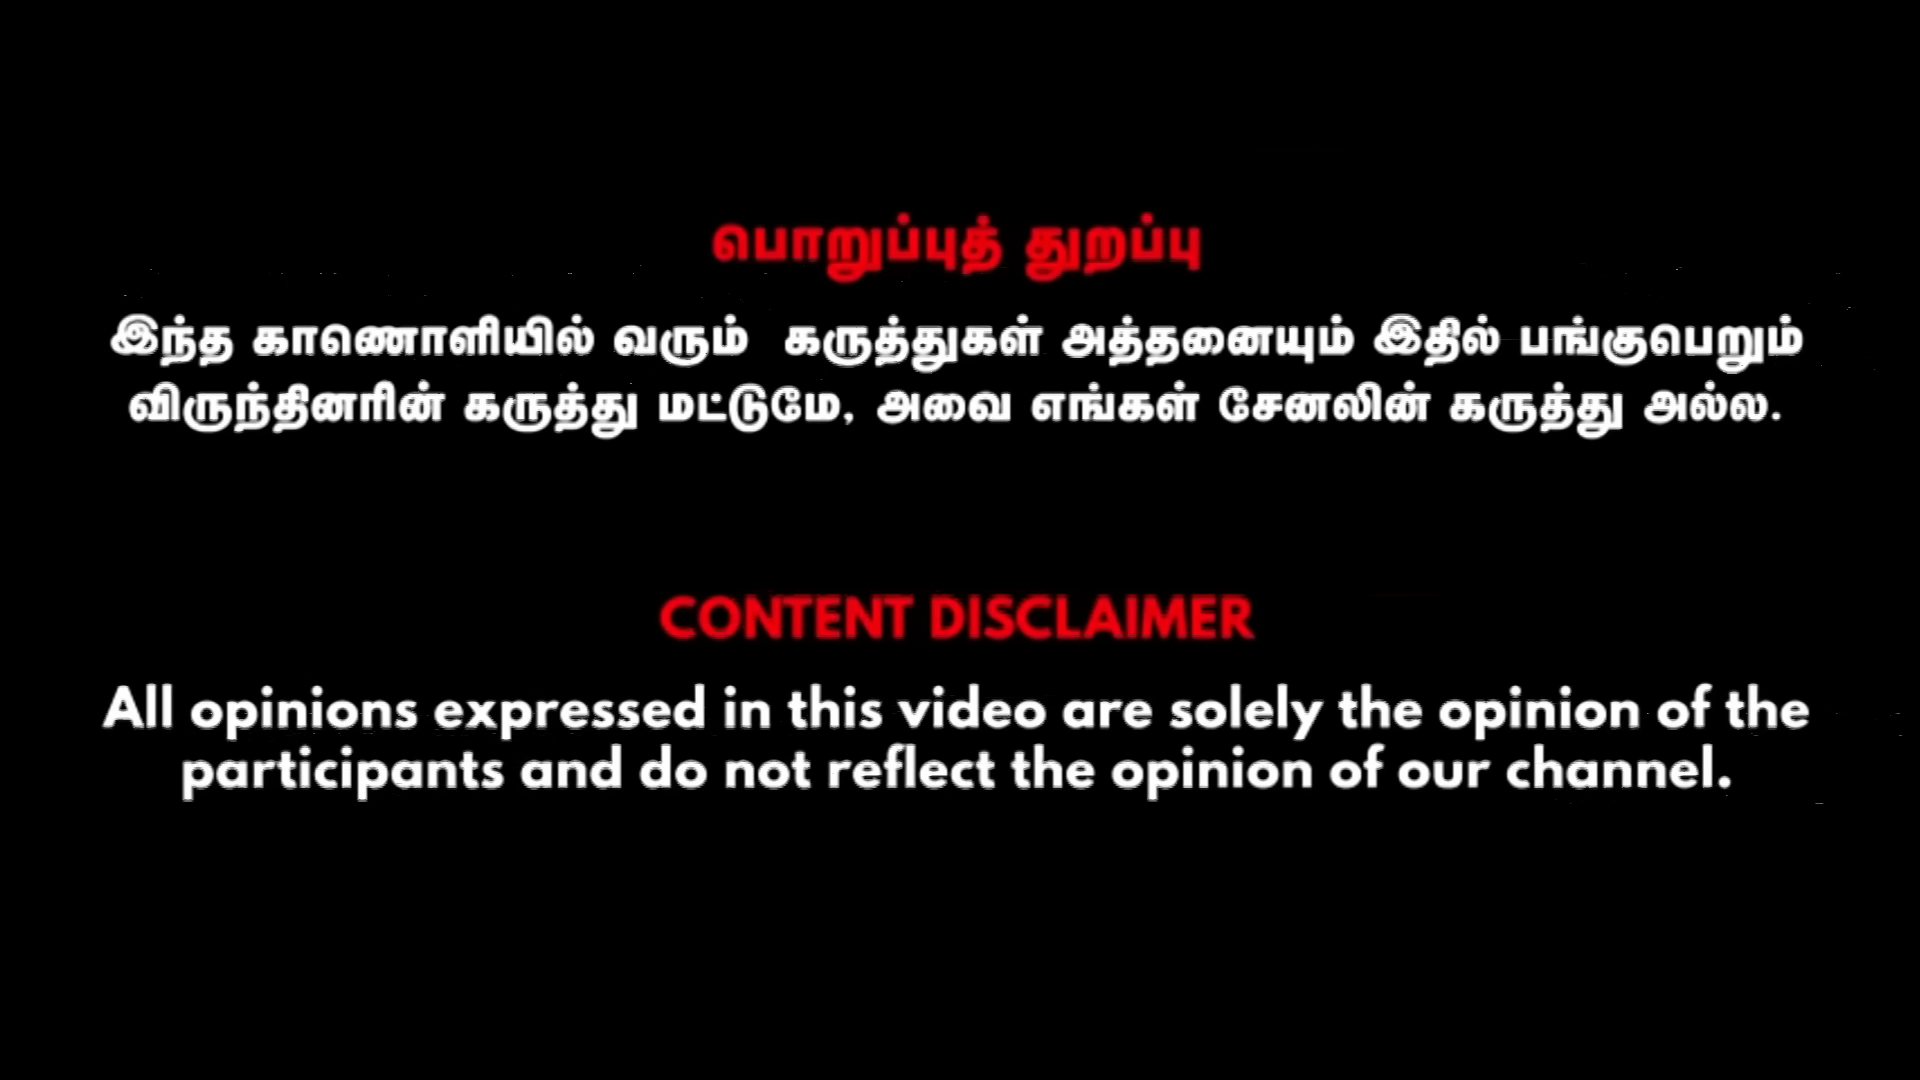 பொறுப்புத் துறப்பு
இந்த காணொளியில் வரும் கருத்துகள் அத்தனையும் இதில் பங்குபெறும்
விருந்தினரின் கருத்து மட்டுமே, அவை எங்கள் சேனலின் கருத்து அல்ல.
CONTENT DISCLAIMER
All opinions expressed in this video are solely the opinion of the
participants and do not reflect the opinion of our channel.